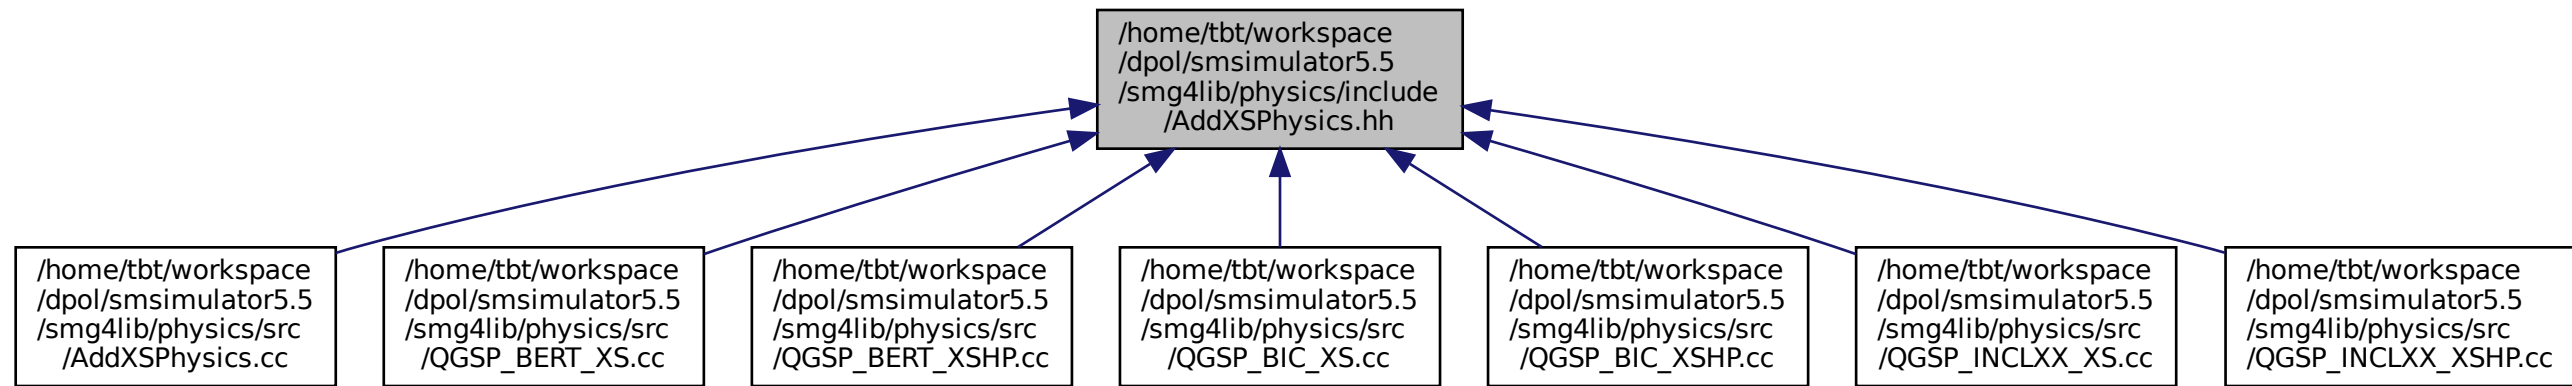 /home/tbt/workspace
/dpol/smsimulator5.5
/smg4lib/physics/include
/AddXSPhysics.hh
/home/tbt/workspace
/dpol/smsimulator5.5
/smg4lib/physics/src
/AddXSPhysics.cc
/home/tbt/workspace
/dpol/smsimulator5.5
/smg4lib/physics/src
/QGSP_BERT_XS.cc
/home/tbt/workspace
/dpol/smsimulator5.5
/smg4lib/physics/src
/QGSP_BERT_XSHP.cc
/home/tbt/workspace
/dpol/smsimulator5.5
/smg4lib/physics/src
/QGSP_BIC_XS.cc
/home/tbt/workspace
/dpol/smsimulator5.5
/smg4lib/physics/src
/QGSP_BIC_XSHP.cc
/home/tbt/workspace
/dpol/smsimulator5.5
/smg4lib/physics/src
/QGSP_INCLXX_XS.cc
/home/tbt/workspace
/dpol/smsimulator5.5
/smg4lib/physics/src
/QGSP_INCLXX_XSHP.cc